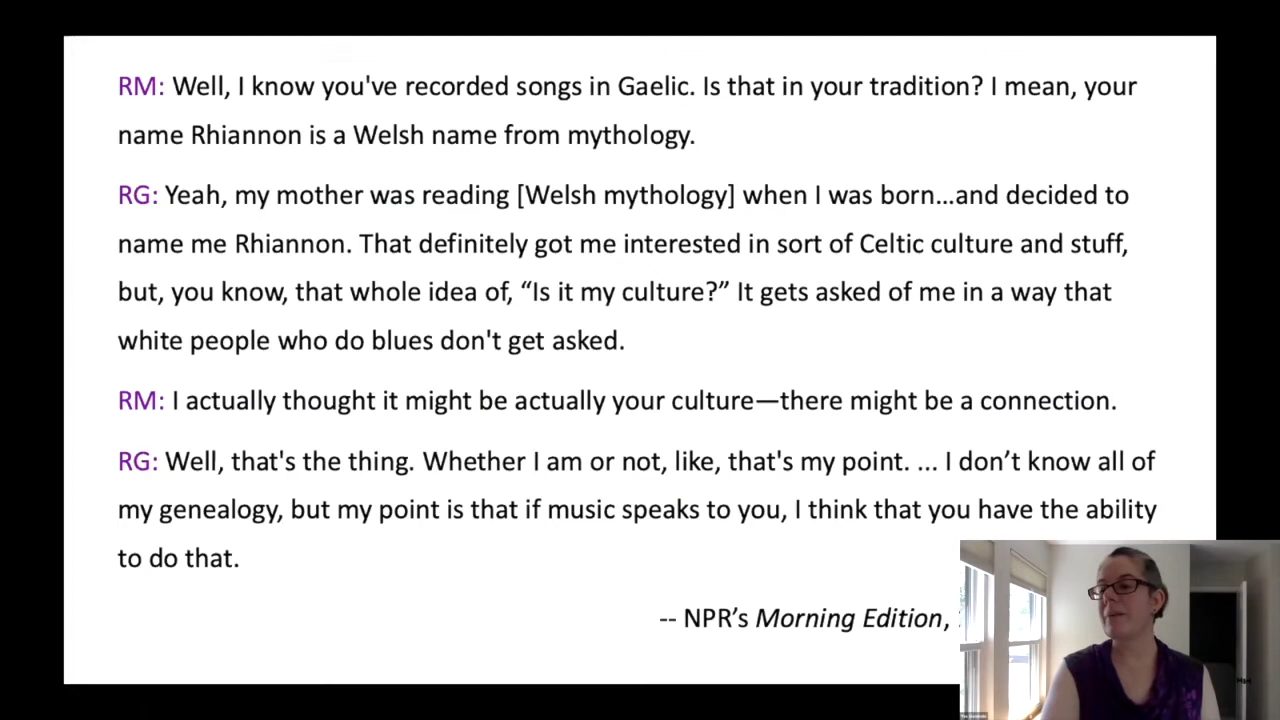 RM: Well, I know you've recorded songs in Gaelic. Is that in your tradition? I mean, your
name Rhiannon is a Welsh name from mythology.
RG: Yeah, my mother was reading [Welsh mythology] when I was born…and decided to
name me Rhiannon. That definitely got me interested in sort of Celtic culture and stuff,
but, you know, that whole idea of, “Is it my culture?” It gets asked of me in a way that
white people who do blues don't get asked.
RM: I actually thought it might be actually your culture—there might be a connection.
RG: Well, that's the thing. Whether I am or not, like, that's my point. ... I don’t know all of
my genealogy, but my point is that if music speaks to you, I think that you have the ability
to do that.
-- NPR’s Morning Edition,